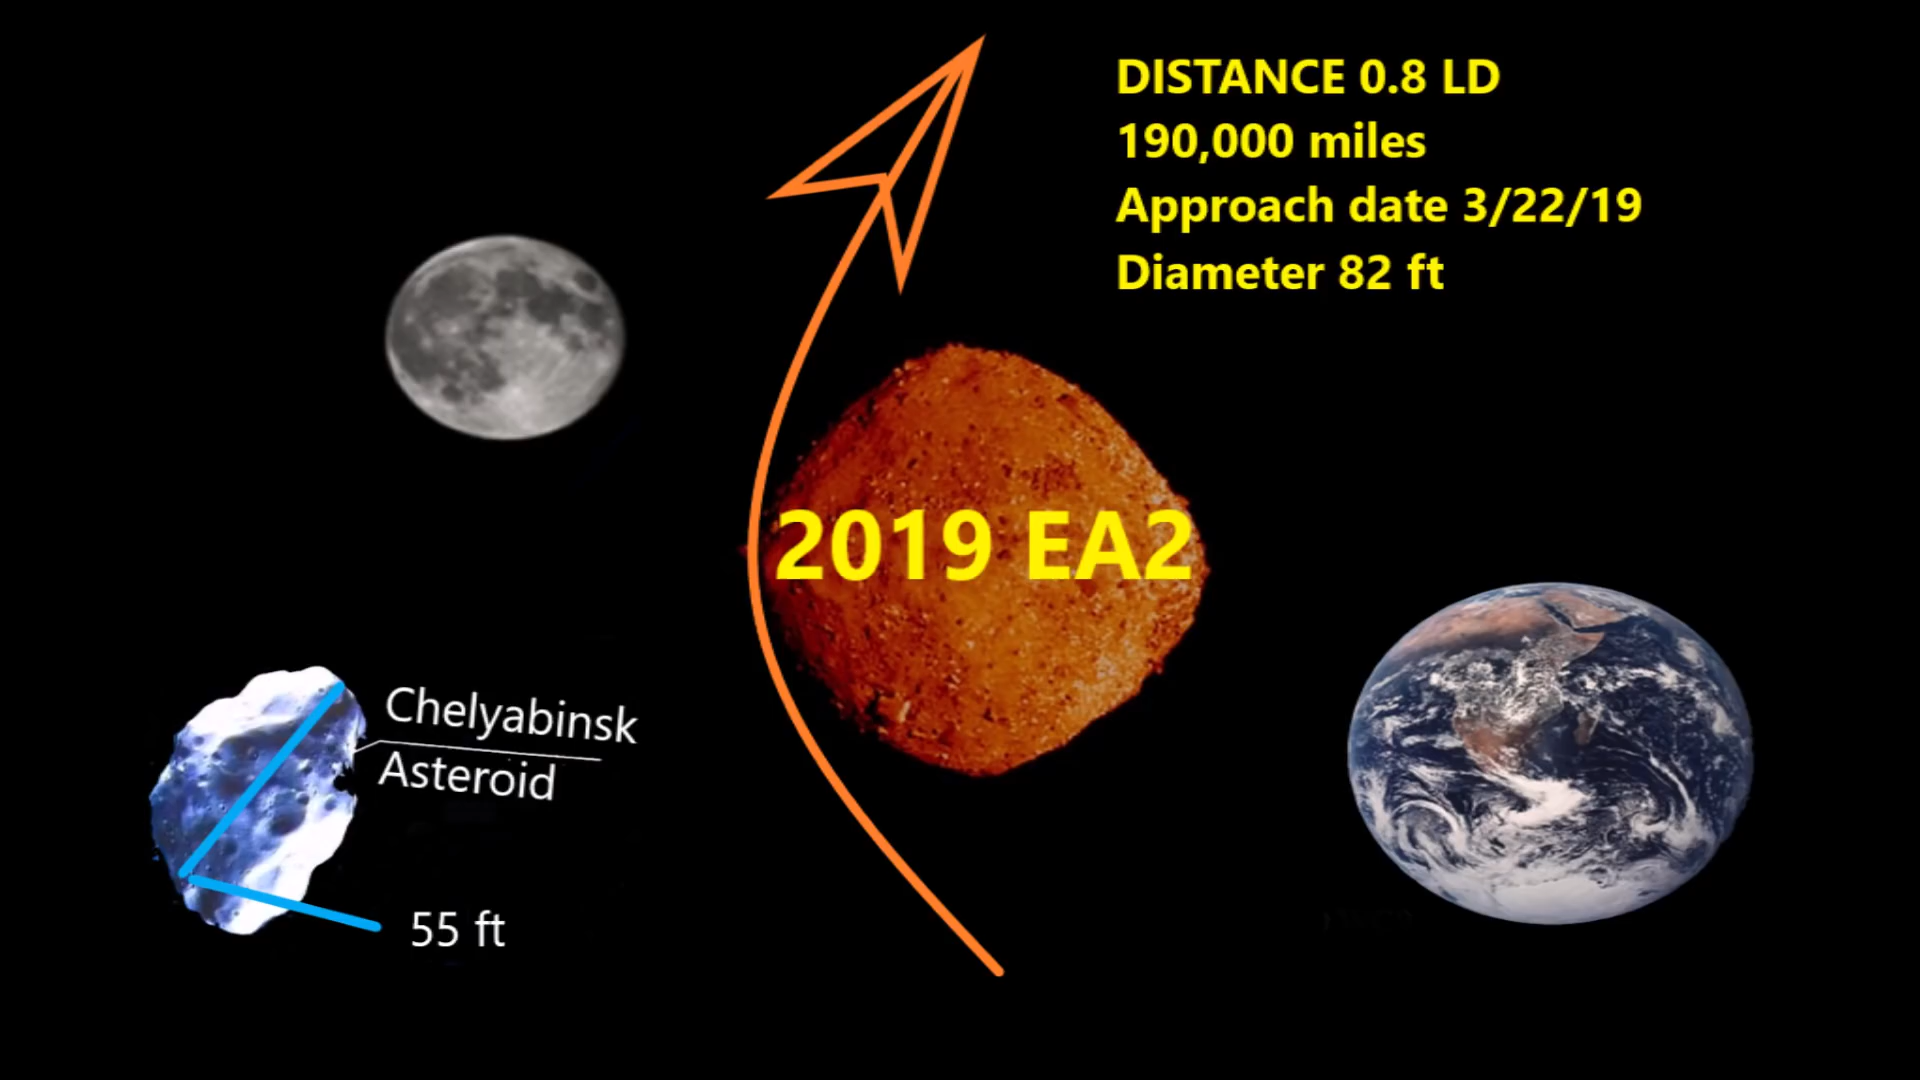 DISTANCE 0.8 LD
190,000 miles
Approach date 3/22/19
Diameter 82 ft
2019 EA2
Chelyabinsk
Asteroid
55 ft